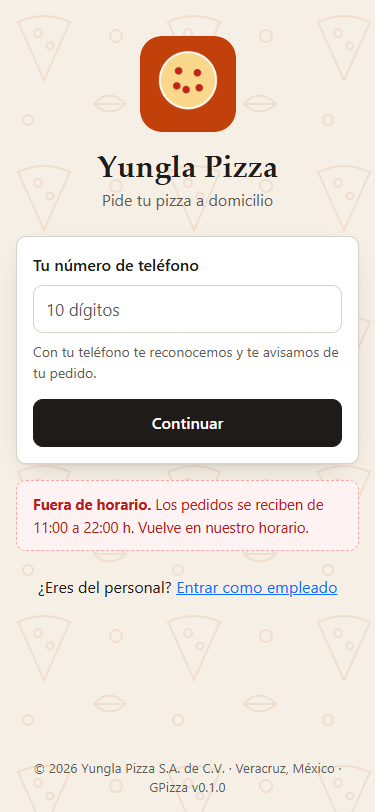 Yungla Pizza
Pide tu pizza a domicilio
Tu número de teléfono
10 dígitos
Con tu teléfono te reconocemos y te avisamos de
tu pedido.
Continuar
Fuera de horario. Los pedidos se reciben de
11:00 a 22:00 h. Vuelve en nuestro horario.
¿Eres del personal? Entrar como empleado
© 2026 Yungla Pizza S.A. de C.V. · Veracruz, México ·
GPizza v0.1.0